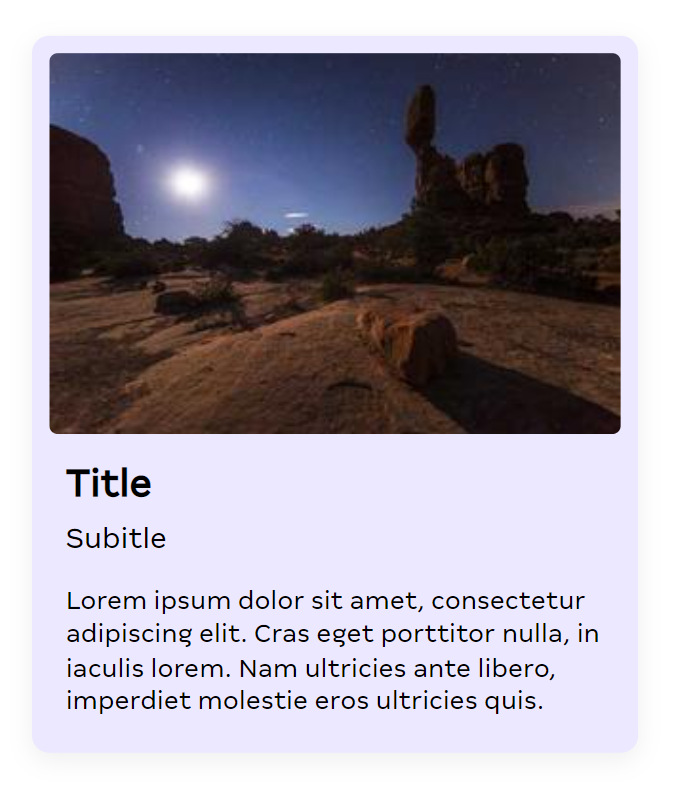 Title
Subitle
Lorem ipsum dolor sit amet, consectetur
adipiscing elit. Cras eget porttitor nulla, in
iaculis lorem. Nam ultricies ante libero,
imperdiet molestie eros ultricies quis.